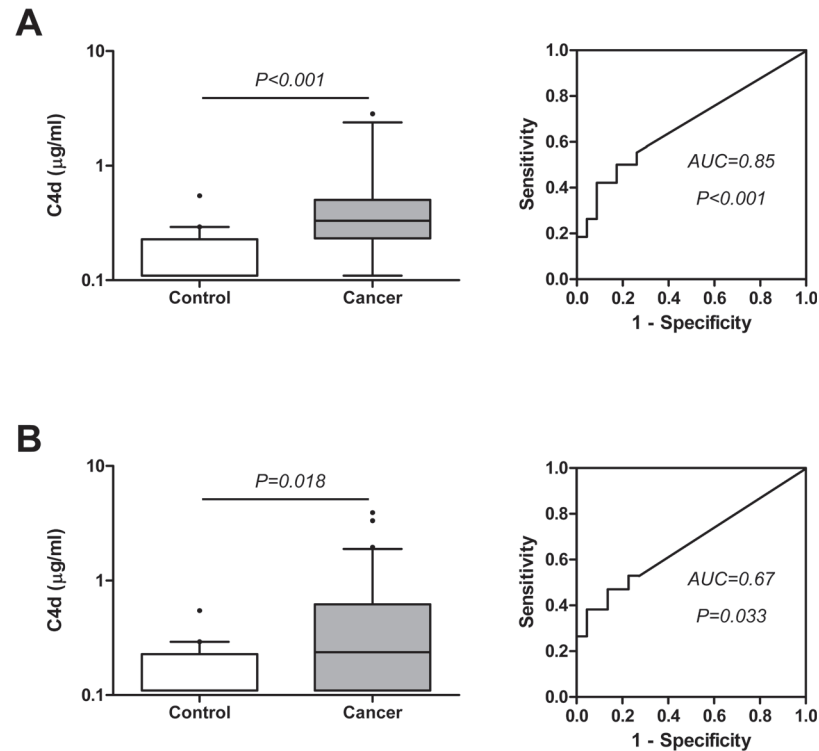 A
10
1
0.1
C4d (μg/ml)
P<0.001
Control
Cancer
1.0
0.8
0.6
0.4
0.2
0.0
Sensitivity
AUC=0.85
P<0.001
0.0 0.2 0.4 0.6 0.8 1.0
1 - Specificity
B
10
1
0.1
C4d (μg/ml)
P=0.018
Control
Cancer
1.0
0.8
0.6
0.4
0.2
0.0
Sensitivity
AUC=0.67
P=0.033
0.0 0.2 0.4 0.6 0.8 1.0
1 - Specificity